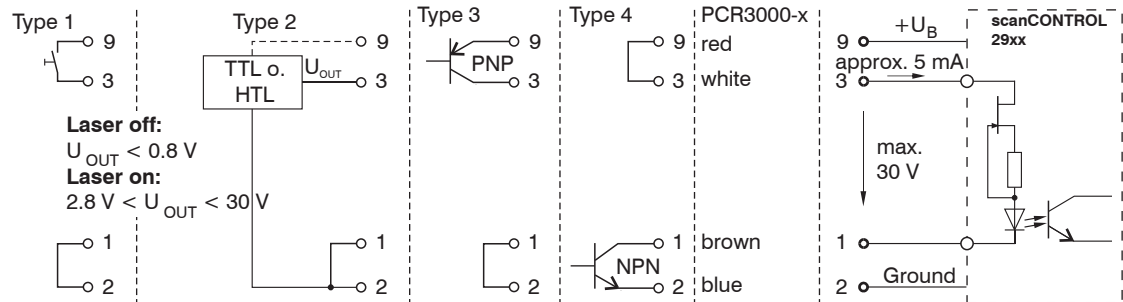 Type 1
9
3
Laser off:
U OUT < 0.8 V
Laser on:
2.8 V < U OUT < 30 V
1
2
Type 2
9
TTL o.
HTL
UOUT
3
1
2
Type 3
9
PNP
3
1
2
Type 4
9
3
1
NPN
2
PCR3000-x
red
white
brown
blue
9
+UB
approx. 5 mA
3
max.
30 V
1
2
Ground
scanCONTROL
29xx